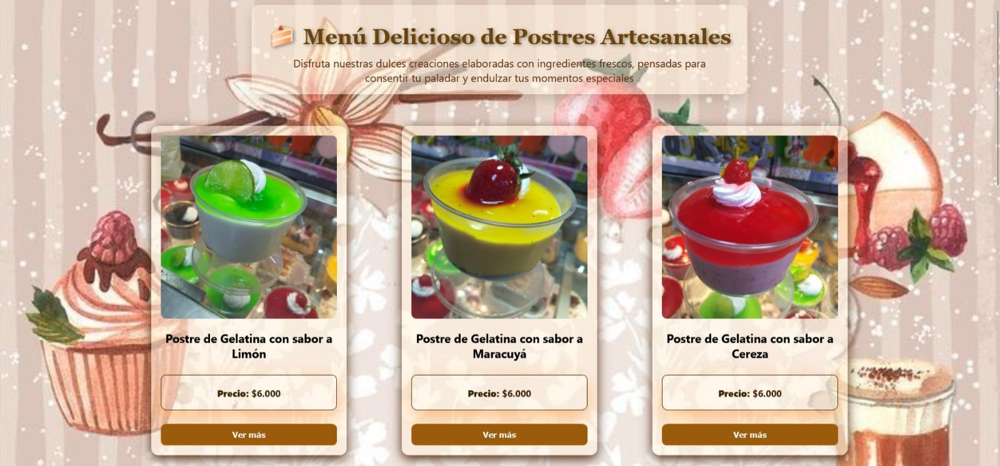 Menú Delicioso de Postres Artesanales
Disfruta nuestras dulces creaciones elaboradas con ingredientes frescos, pensadas para
consentir tu paladar y endulzar tus momentos especiales
Postre de Gelatina con sabor a
Limón
Precio: $6.000
Ver más
Postre de Gelatina con sabor a
Maracuyá
Precio: $6.000
Ver más
Postre de Gelatina con sabor a
Cereza
Precio: $6.000
Ver más